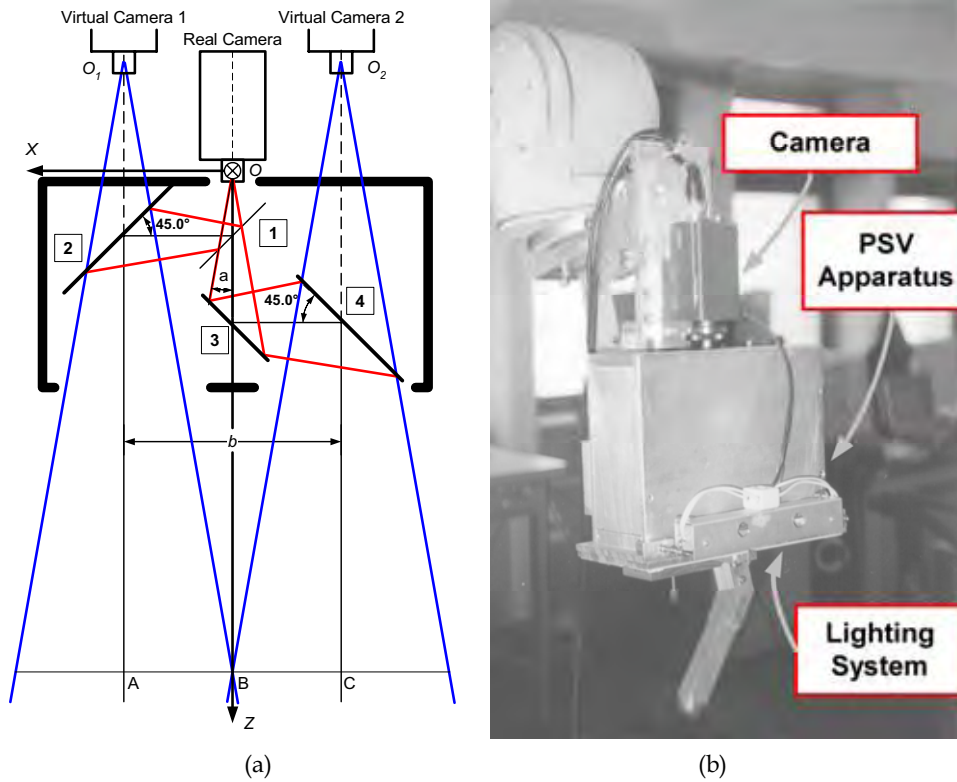 Virtual Camera 1
Virtual Camera 2
Real Camera
O1
O2
X
O
45.0°
1
2
a
45.0°
4
3
b
A
B
C
Z
(a)
Camera
PSV
Apparatus
Lighting
System
(b)